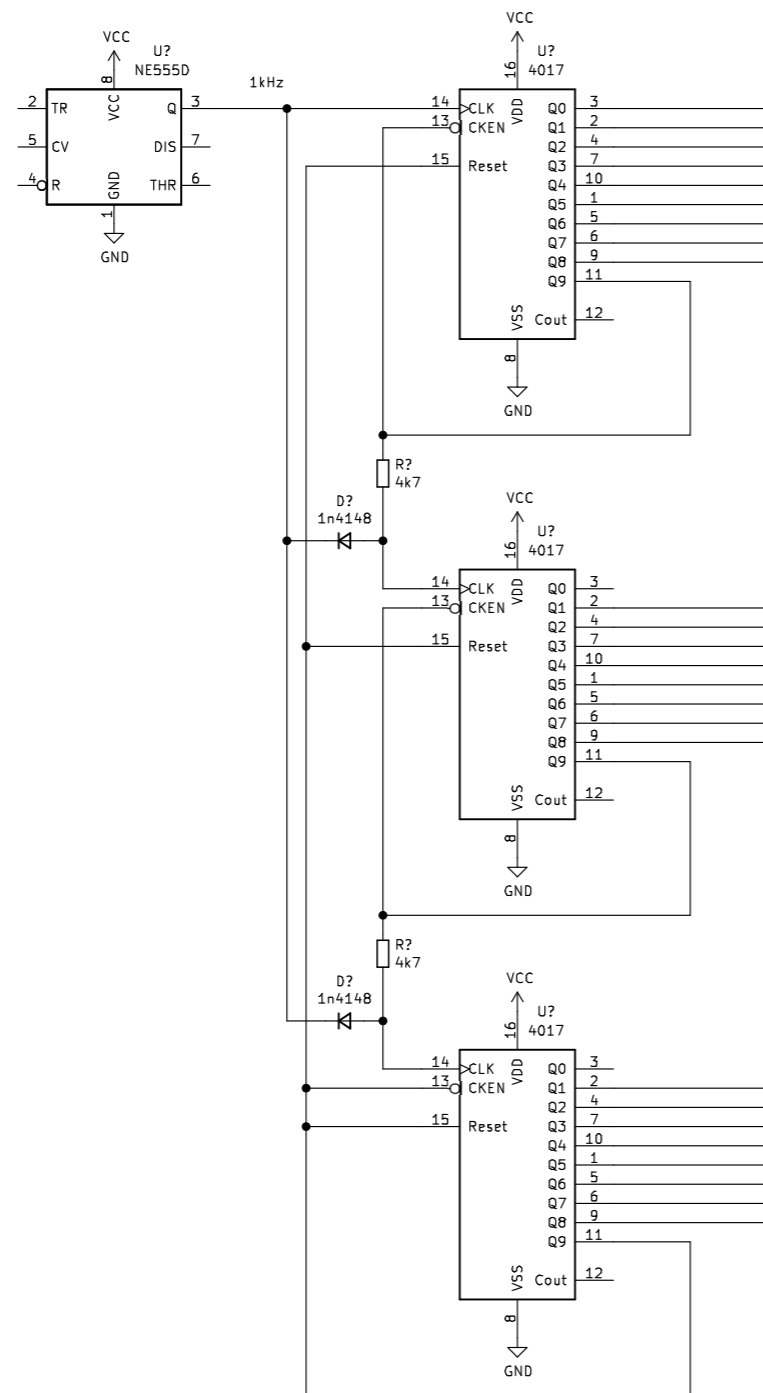 VCC
U?
NE555D
8
2 TR VCC Q 3
5 CV DIS 7
4 R GND THR 6
1
GND
1kHz
VCC
U?
4017
16
14 CLK VDD Q0 3
13 CKEN Q1 2
Q2 4
15 Reset Q3 7
Q4 10
Q5 1
Q6 5
Q7 6
Q8 9
Q9 11
VSS Cout 12
8
GND
R?
4k7
D?
1n4148
VCC
U?
4017
16
14 CLK VDD Q0 3
13 CKEN Q1 2
Q2 4
15 Reset Q3 7
Q4 10
Q5 1
Q6 5
Q7 6
Q8 9
Q9 11
VSS Cout 12
8
GND
R?
4k7
D?
1n4148
VCC
U?
4017
16
14 CLK VDD Q0 3
13 CKEN Q1 2
Q2 4
15 Reset Q3 7
Q4 10
Q5 1
Q6 5
Q7 6
Q8 9
Q9 11
VSS Cout 12
8
GND